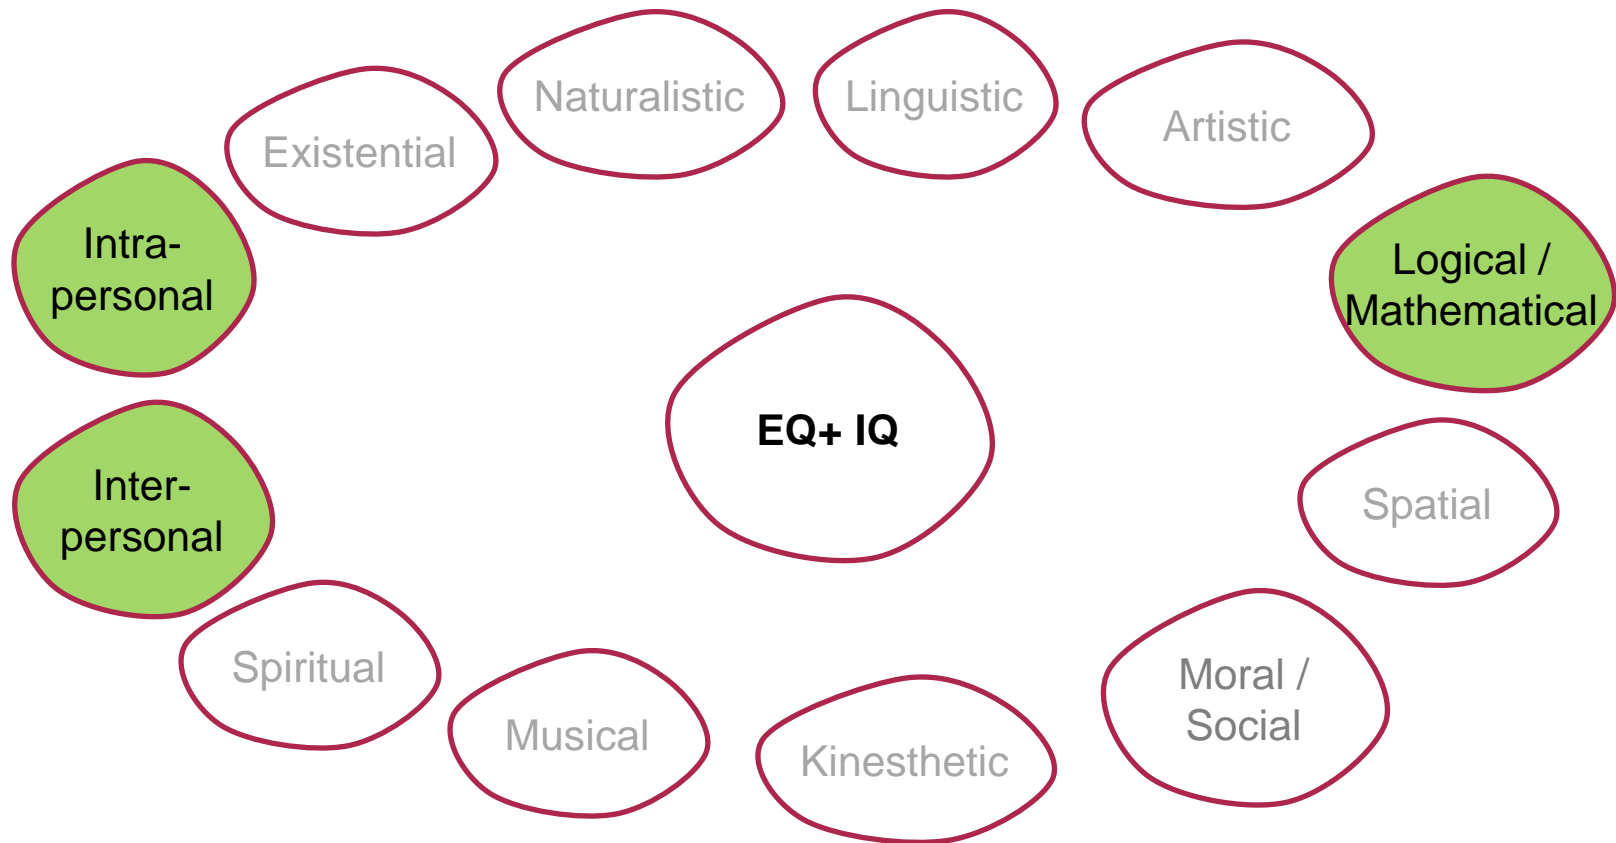 Naturalistic
Linguistic
Artistic
Existential
Intra-
personal
Logical /
Mathematical
EQ+ IQ
Inter-
personal
Spatial
Spiritual
Moral /
Social
Musical
Kinesthetic